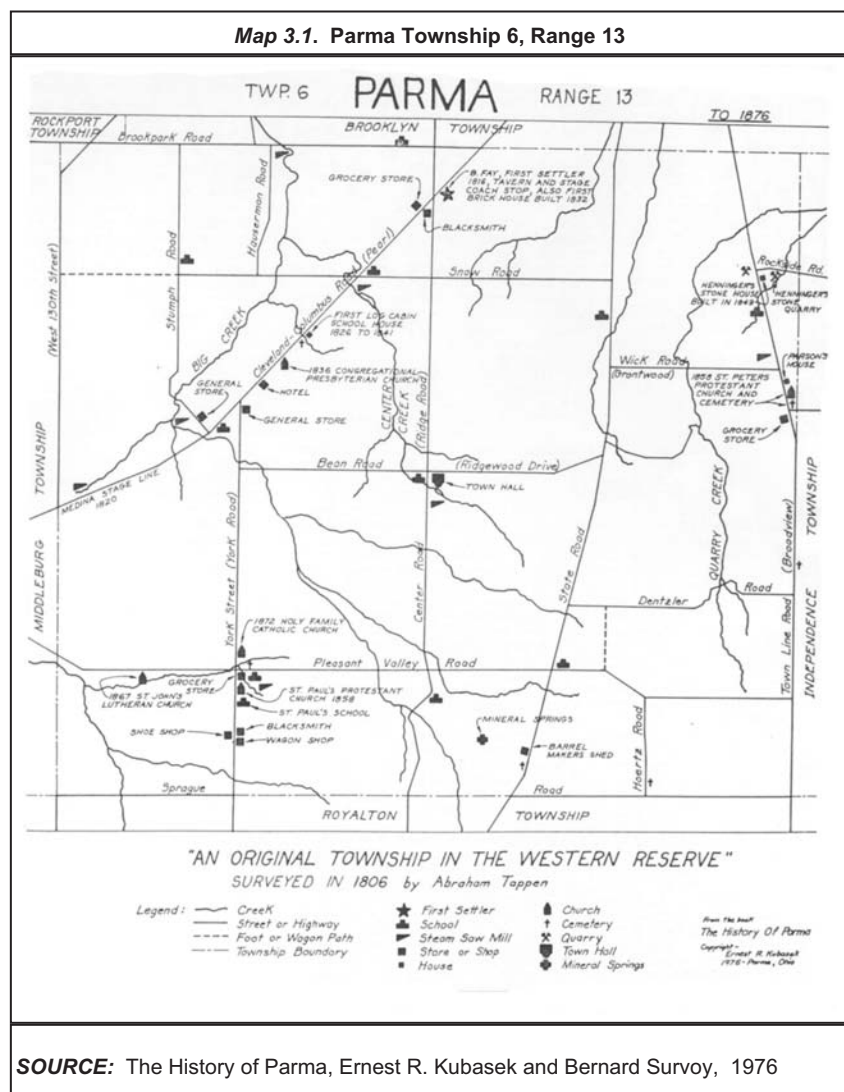 Map 3.1. Parma Township 6, Range 13
TWP. 6 PARMA RANGE 13
TO 1876
ROCKPORT
TOWNSHIP
Brookpark Road
BROOKLYN TOWNSHIP
Hauserman Road
Stumph Road
(West 130th Street)
GROCERY STORE
B. FAY, FIRST SETTLER
1816, TAVERN AND STAGE
COACH STOP, ALSO FIRST
BRICK HOUSE BUILT 1832
BLACKSMITH
Cleveland-Columbus Road (Pearl)
Snow Road
Rockside Rd.
HENNINGER'S
STONE HOUSE
BUILT IN 1849
HENNINGER'S
STONE
QUARRY
BIG CREEK
FIRST LOG CABIN
SCHOOL HOUSE
1826 TO 1841
1836 CONGREGATIONAL
PRESBYTERIAN CHURCH
HOTEL
GENERAL
STORE
GENERAL STORE
CENTER
CREEK
(Ridge Road)
Wick Road
(Brantwood)
PARSON'S
HOUSE
1858 ST. PETERS
PROTESTANT
CHURCH AND
CEMETERY
GROCERY
STORE
Bean Road (Ridgewood Drive)
TOWN HALL
MEDINA STAGE LINE
1820
MIDDLEBURG TOWNSHIP
York Street (York Road)
Center Road
State Road
QUARRY CREEK
Dentzler Road
Town Line Road (Broadview)
INDEPENDENCE TOWNSHIP
1872 HOLY FAMILY
CATHOLIC CHURCH
Pleasant Valley Road
1867 ST. JOHN'S
LUTHERAN CHURCH
GROCERY
STORE
ST. PAUL'S PROTESTANT
CHURCH 1858
ST. PAUL'S SCHOOL
SHOE SHOP
BLACKSMITH
WAGON SHOP
MINERAL SPRINGS
BARREL
MAKERS SHED
Hoertz Road
Sprague Road
ROYALTON TOWNSHIP
"AN ORIGINAL TOWNSHIP IN THE WESTERN RESERVE"
SURVEYED IN 1806 by Abraham Tappen
Legend:
Creek
Street or Highway
Foot or Wagon Path
Township Boundary
First Settler
School
Steam Saw Mill
Store or Shop
House
Church
Cemetery
Quarry
Town Hall
Mineral Springs
From the book
The History Of Parma
Copyright -
Ernest R. Kubasek
1976 - Parma, Ohio
SOURCE: The History of Parma, Ernest R. Kubasek and Bernard Survoy, 1976